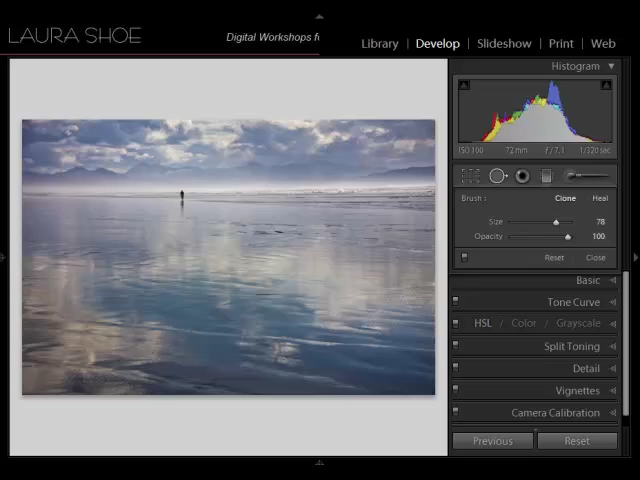 LAURA SHOE
Digital Workshops
Library | Develop | Slideshow | Print | Web
Histogram
ISO 100 72 mm f / 7.1 1/320 sec
Brush : Clone Heal
Size 78
Opacity 100
Reset Close
Basic
Tone Curve
HSL / Color / Grayscale
Split Toning
Detail
Vignettes
Camera Calibration
Previous Reset